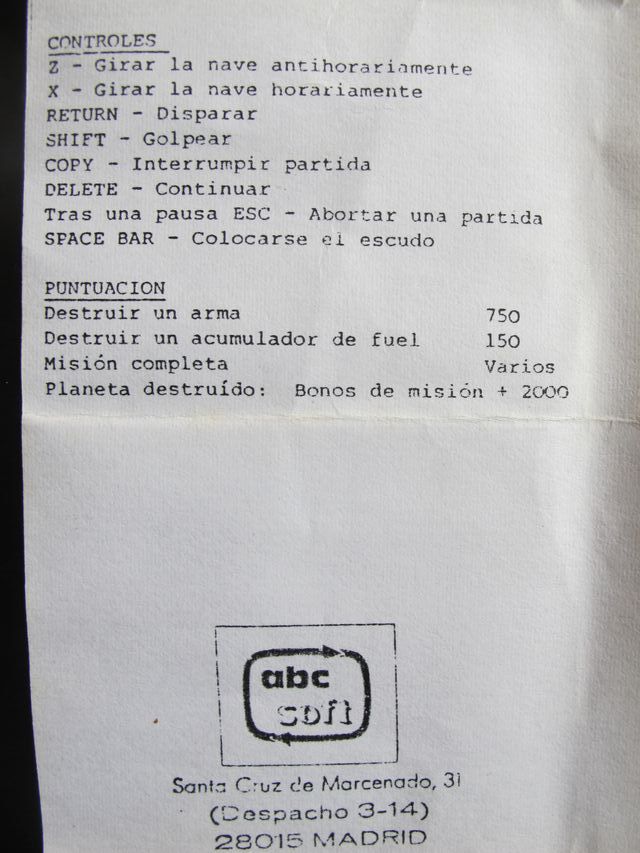 CONTROLES
Z - Girar la nave antihorariamente
X - Girar la nave horariamente
RETURN - Disparar
SHIFT - Golpear
COPY - Interrumpir partida
DELETE - Continuar
Tras una pausa ESC - Abortar una partida
SPACE BAR - Colocarse el escudo
PUNTUACION
Destruir un arma 750
Destruir un acumulador de fuel 150
Misión completa Varios
Planeta destruído: Bonos de misión + 2000
abc
soft
Santa Cruz de Marcenado, 31
(Despacho 3-14)
28015 MADRID